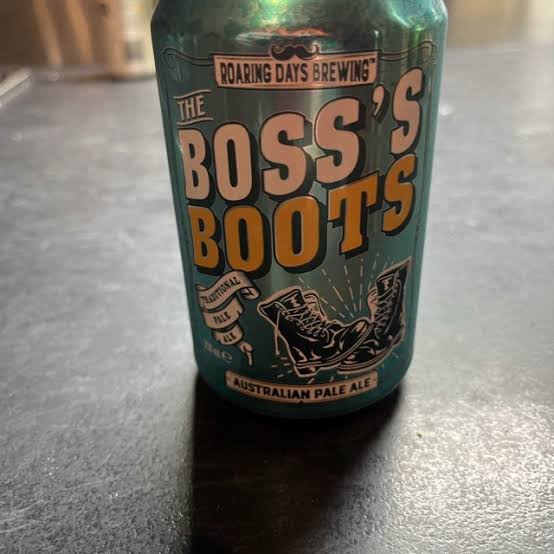 ROARING DAYS BREWING™
THE
BOSS'S
BOOTS
TRADITIONAL
PALE
ALE
AUSTRALIAN PALE ALE